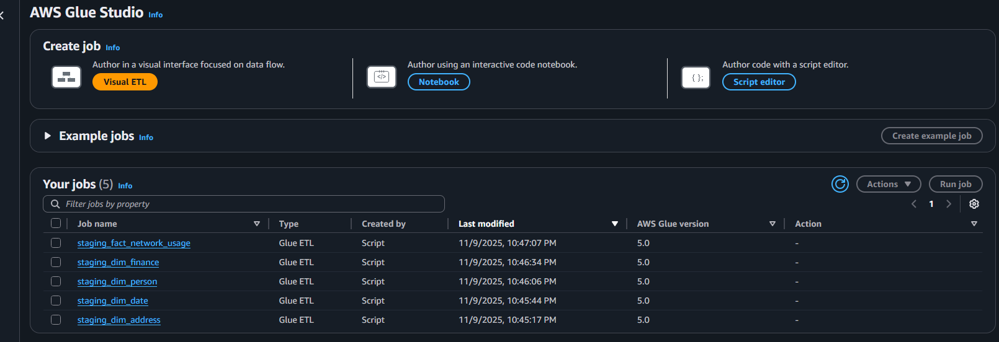 AWS Glue Studio Info
Create job Info
Author in a visual interface focused on data flow.
Visual ETL
Author using an interactive code notebook.
Notebook
Author code with a script editor.
Script editor
Example jobs Info
Create example job
Your jobs (5) Info
Actions
Run job
Filter jobs by property
1
Job name Type Created by Last modified AWS Glue version Action
staging_fact_network_usage Glue ETL Script 11/9/2025, 10:47:07 PM 5.0 -
staging_dim_finance Glue ETL Script 11/9/2025, 10:46:34 PM 5.0 -
staging_dim_person Glue ETL Script 11/9/2025, 10:46:06 PM 5.0 -
staging_dim_date Glue ETL Script 11/9/2025, 10:45:44 PM 5.0 -
staging_dim_address Glue ETL Script 11/9/2025, 10:45:17 PM 5.0 -